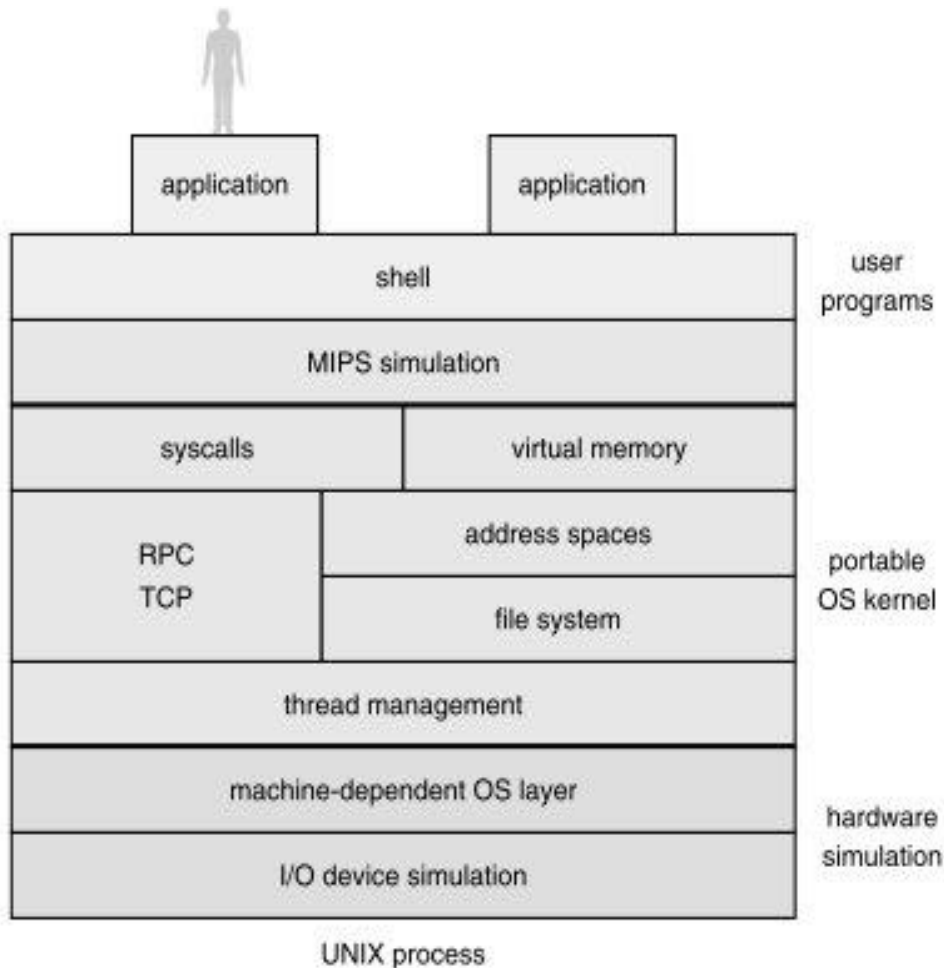 application
application
shell
user
programs
MIPS simulation
syscalls
virtual memory
RPC
TCP
address spaces
file system
portable
OS kernel
thread management
machine-dependent OS layer
I/O device simulation
hardware
simulation
UNIX process